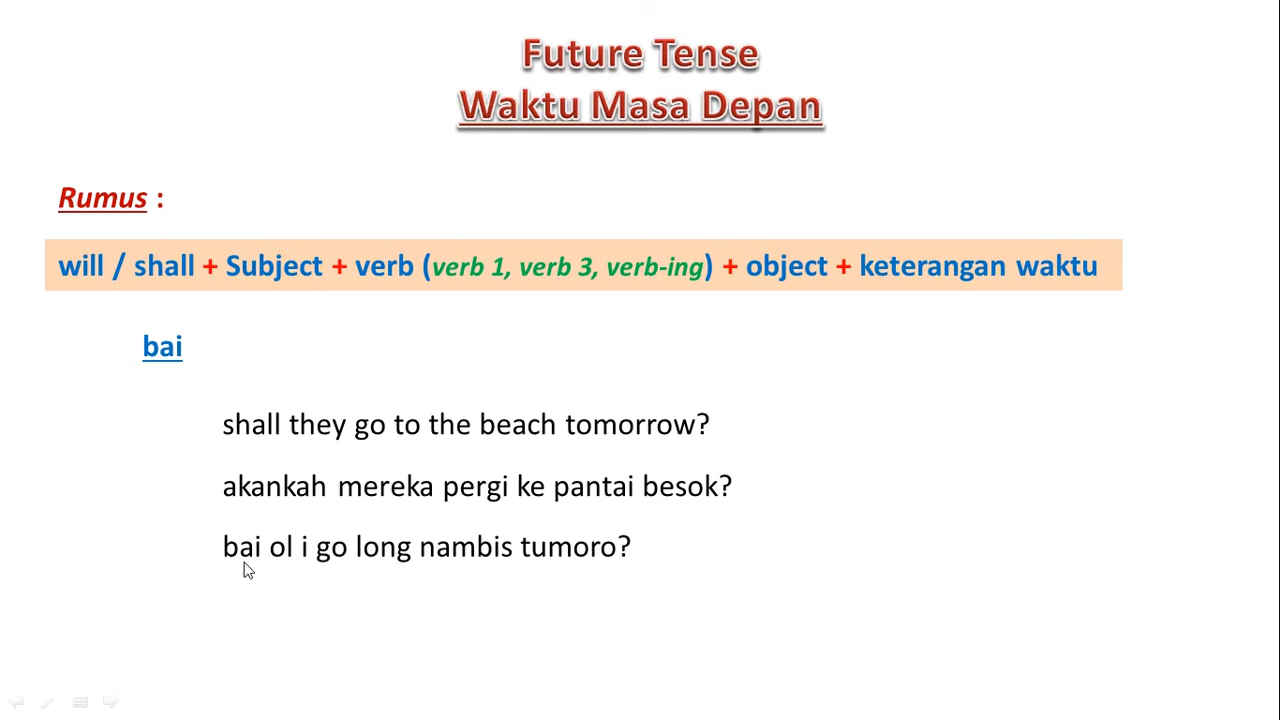 Future Tense
Waktu Masa Depan
Rumus :
will / shall + Subject + verb (verb 1, verb 3, verb-ing) + object + keterangan waktu
bai
shall they go to the beach tomorrow?
akankah mereka pergi ke pantai besok?
bai ol i go long nambis tumoro?